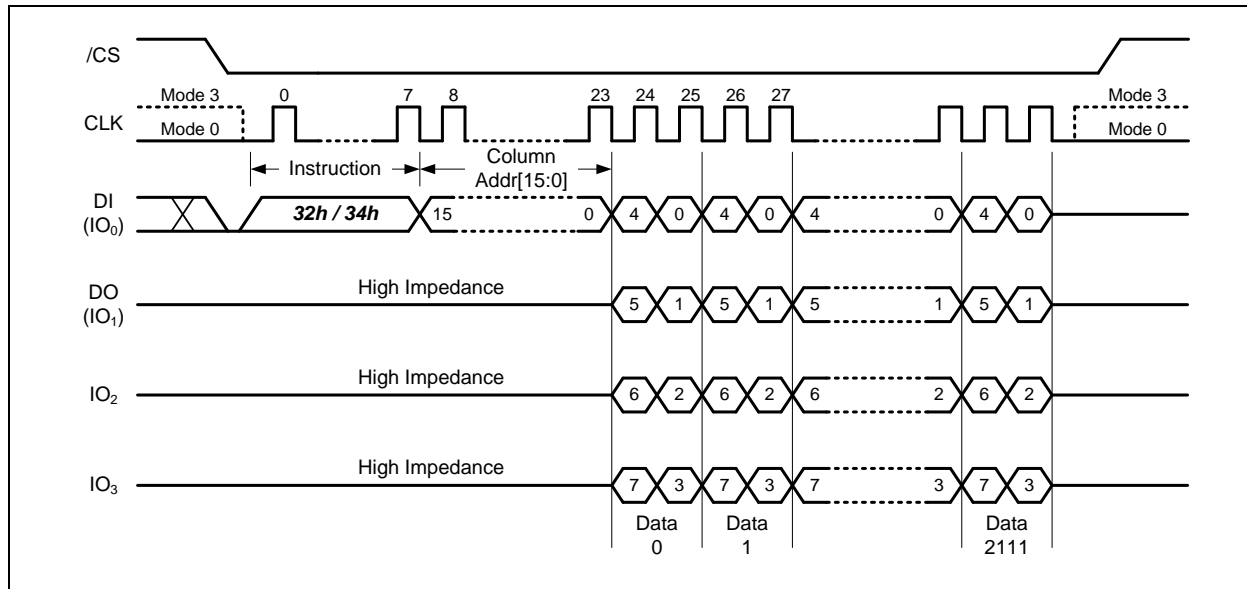 /CS
Mode 3 0 7 8 23 24 25 26 27 Mode 3
CLK
Mode 0 Mode 0
Instruction Column
Addr[15:0]
DI
(IO0) 32h / 34h 15 0 4 0 4 0 4 0 4 0
DO
(IO1) High Impedance 5 1 5 1 5 1 5 1
IO2 High Impedance 6 2 6 2 6 2 6 2
IO3 High Impedance 7 3 7 3 7 3 7 3
Data Data Data
0 1 2111